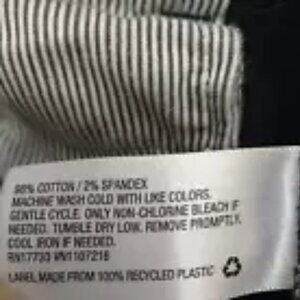 98% COTTON / 2% SPANDEX
MACHINE WASH COLD WITH LIKE COLORS.
GENTLE CYCLE. ONLY NON-CHLORINE BLEACH IF
NEEDED. TUMBLE DRY LOW. REMOVE PROMPTLY.
COOL IRON IF NEEDED.
RN17730 VN1107216
LABEL MADE FROM 100% RECYCLED PLASTIC